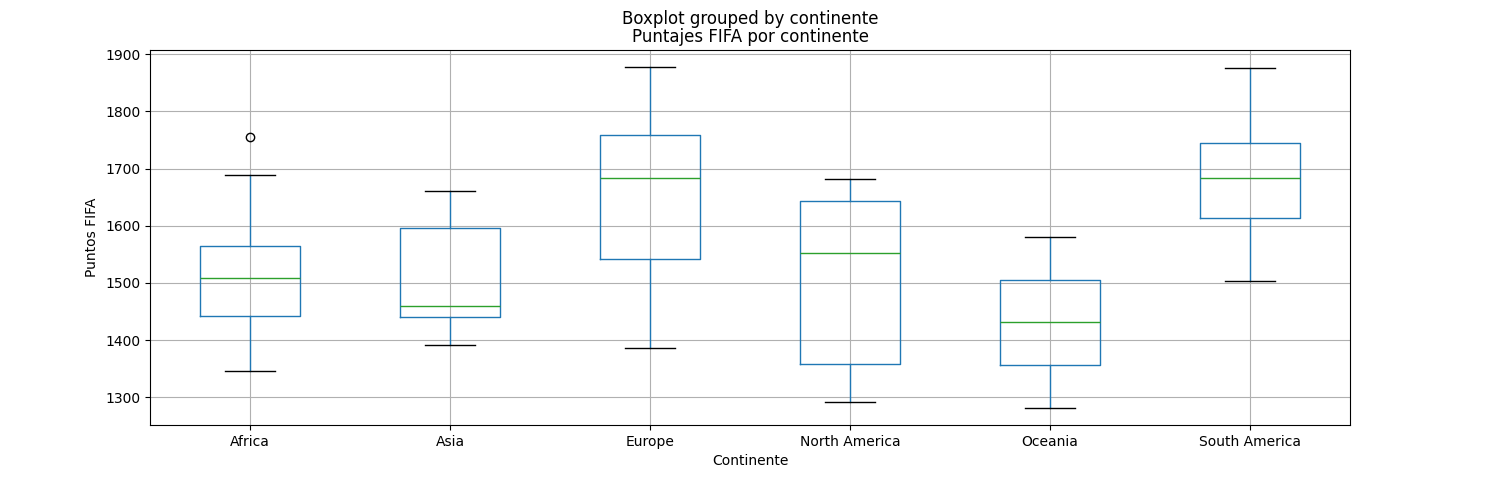 Boxplot grouped by continente
Puntajes FIFA por continente
1900
1800
1700
1600
1500
1400
1300
Puntos FIFA
Africa
Asia
Europe
North America
Oceania
South America
Continente